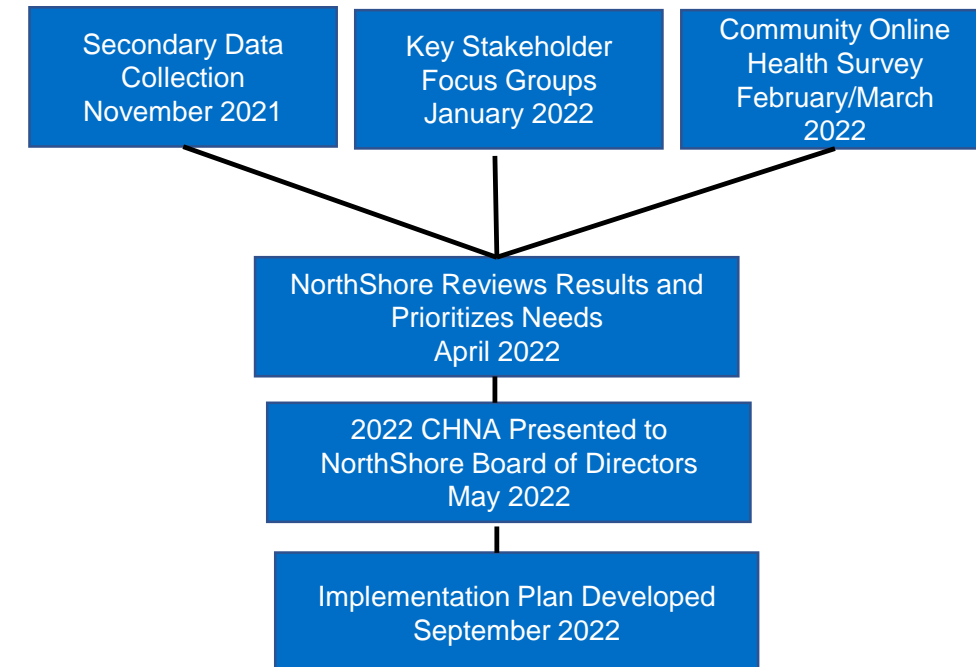 Secondary Data
Collection
November 2021
Key Stakeholder
Focus Groups
January 2022
Community Online
Health Survey
February/March
2022
NorthShore Reviews Results and
Prioritizes Needs
April 2022
2022 CHNA Presented to
NorthShore Board of Directors
May 2022
Implementation Plan Developed
September 2022